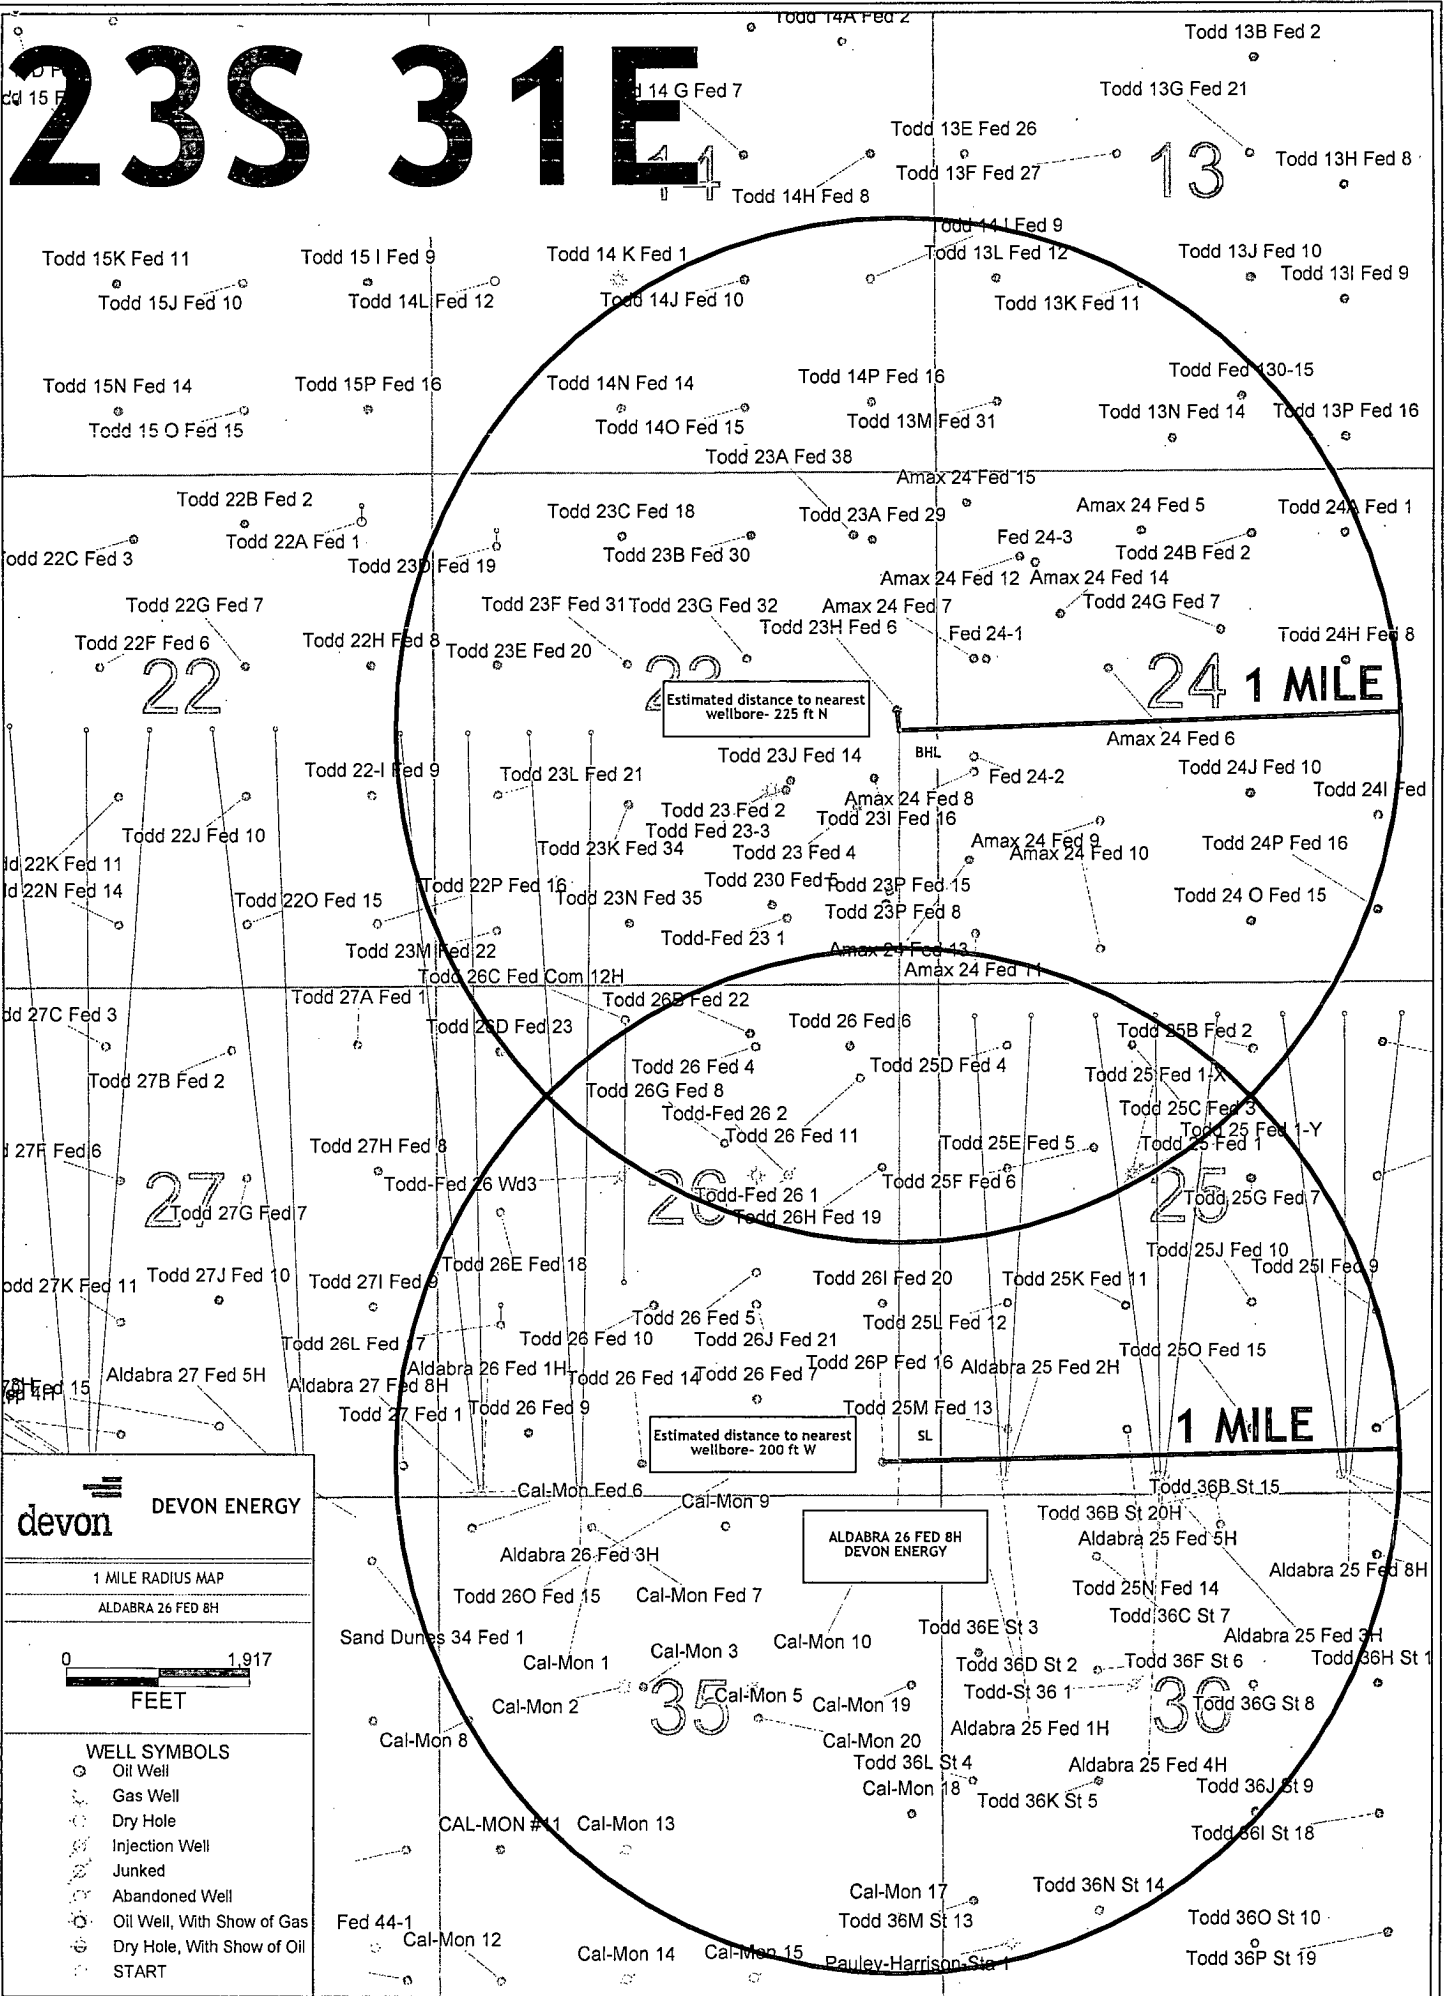 Todd 14A Fed 2
Todd 13B Fed 2
23S 31E
14 G Fed 7
Todd 13G Fed 21
Todd 13E Fed 26
14
13
Todd 13F Fed 27
Todd 13H Fed 8
Todd 14H Fed 8
Todd 14 I Fed 9
Todd 15K Fed 11
Todd 15 I Fed 9
Todd 14 K Fed 1
Todd 13L Fed 12
Todd 13J Fed 10
Todd 13I Fed 9
Todd 15J Fed 10
Todd 14L Fed 12
Todd 14J Fed 10
Todd 13K Fed 11
Todd 15N Fed 14
Todd 15P Fed 16
Todd 14N Fed 14
Todd 14P Fed 16
Todd Fed 130-15
Todd 15 O Fed 15
Todd 14O Fed 15
Todd 13M Fed 31
Todd 13N Fed 14
Todd 13P Fed 16
Todd 23A Fed 38
Amax 24 Fed 15
Todd 22B Fed 2
Todd 23C Fed 18
Todd 23A Fed 29
Amax 24 Fed 5
Todd 24A Fed 1
Todd 22A Fed 1
Fed 24-3
odd 22C Fed 3
Todd 23D Fed 19
Todd 23B Fed 30
Todd 24B Fed 2
Amax 24 Fed 12
Amax 24 Fed 14
Todd 22G Fed 7
Todd 23F Fed 31
Todd 23G Fed 32
Amax 24 Fed 7
Todd 24G Fed 7
Todd 23H Fed 6
Todd 22F Fed 6
Todd 22H Fed 8
Todd 23E Fed 20
Fed 24-1
Todd 24H Fed 8
22
24
1 MILE
Estimated distance to nearest
wellbore- 225 ft N
BHL
Amax 24 Fed 6
Todd 22-I Fed 9
Todd 23L Fed 21
Todd 23J Fed 14
Fed 24-2
Todd 24J Fed 10
Todd 24I Fed
Todd 23 Fed 2
Amax 24 Fed 8
Todd 22J Fed 10
Todd Fed 23-3
Todd 23I Fed 16
Todd 23K Fed 34
Todd 23 Fed 4
Amax 24 Fed 9
Amax 24 Fed 10
Todd 24P Fed 16
dd 22K Fed 11
dd 22N Fed 14
Todd 22O Fed 15
Todd 22P Fed 16
Todd 23N Fed 35
Todd 230 Fed 5
Todd 23P Fed 15
Todd 23P Fed 8
Todd 24 O Fed 15
Todd 23M Fed 22
Todd-Fed 23 1
Amax 24 Fed 13
Amax 24 Fed 11
Todd 26C Fed Com 12H
Todd 27A Fed 1
Todd 26B Fed 22
dd 27C Fed 3
Todd 26D Fed 23
Todd 26 Fed 6
Todd 25B Fed 2
Todd 27B Fed 2
Todd 26 Fed 4
Todd 25D Fed 4
Todd 25 Fed 1-X
Todd 26G Fed 8
Todd-Fed 26 2
Todd 25C Fed 3
Todd 26 Fed 11
Todd 25 Fed 1-Y
27F Fed 6
Todd 27H Fed 8
Todd 25E Fed 5
Todd 25 Fed 1
27
Todd-Fed 26 Wd3
26
Todd-Fed 26 1
Todd 25F Fed 6
25
Todd 25G Fed 7
Todd 27G Fed 7
Todd 26H Fed 19
Todd 26E Fed 18
Todd 25J Fed 10
Todd 25I Fed 9
odd 27K Fed 11
Todd 27J Fed 10
Todd 27I Fed 9
Todd 26I Fed 20
Todd 25K Fed 11
Todd 26L Fed 17
Todd 26 Fed 10
Todd 26 Fed 5
Todd 26J Fed 21
Todd 25L Fed 12
Todd 25O Fed 15
Aldabra 27 Fed 5H
Aldabra 27 Fed 8H
Aldabra 26 Fed 1H
Todd 26 Fed 14
Todd 26 Fed 7
Todd 26P Fed 16
Aldabra 25 Fed 2H
Todd 27 Fed 1
Todd 26 Fed 9
Todd 25M Fed 13
Estimated distance to nearest
wellbore- 200 ft W
SL
1 MILE
devon
DEVON ENERGY
1 MILE RADIUS MAP
ALDABRA 26 FED 8H
0
1,917
FEET
Cal-Mon Fed 6
Cal-Mon 9
Todd 36B St 15
Todd 36B St 20H
ALDABRA 26 FED 8H
DEVON ENERGY
Aldabra 26 Fed 3H
Aldabra 25 Fed 5H
Aldabra 25 Fed 8H
Todd 26O Fed 15
Cal-Mon Fed 7
Todd 25N Fed 14
Todd 36C St 7
Sand Dunes 34 Fed 1
Cal-Mon 10
Todd 36E St 3
Aldabra 25 Fed 3H
Cal-Mon 1
Cal-Mon 3
Todd 36D St 2
Todd 36F St 6
Todd 36H St 1
Cal-Mon 2
35
Cal-Mon 5
Cal-Mon 19
Todd-St 36 1
36
Todd 36G St 8
Cal-Mon 8
Cal-Mon 20
Aldabra 25 Fed 1H
Todd 36L St 4
Aldabra 25 Fed 4H
Cal-Mon 18
Todd 36K St 5
Todd 36J St 9
CAL-MON #11
Cal-Mon 13
Todd 36I St 18
Cal-Mon 17
Todd 36N St 14
Todd 36M St 13
Todd 36O St 10
Fed 44-1
Cal-Mon 12
Cal-Mon 14
Cal-Mon 15
Pauley-Harrison-Sta 1
Todd 36P St 19
WELL SYMBOLS
Oil Well
Gas Well
Dry Hole
Injection Well
Junked
Abandoned Well
Oil Well, With Show of Gas
Dry Hole, With Show of Oil
START